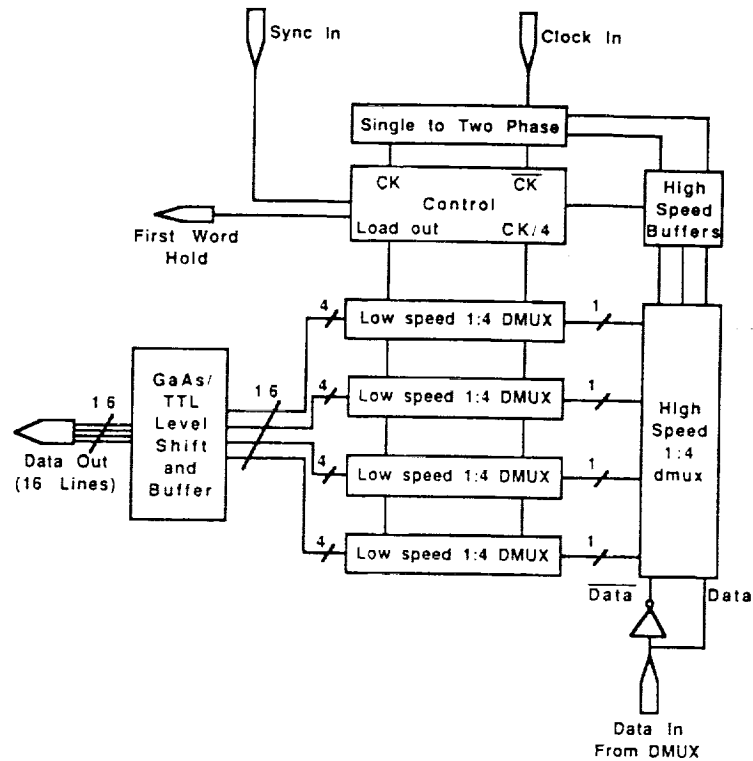 Sync In
Clock In
Single to Two Phase
CK
C̅K̅
Control
Load out
CK/4
High
Speed
Buffers
First Word
Hold
4
Low speed 1:4 DMUX
1
4
Low speed 1:4 DMUX
1
4
Low speed 1:4 DMUX
1
4
Low speed 1:4 DMUX
1
GaAs/
TTL
Level
Shift
and
Buffer
16
16
Data Out
(16 Lines)
High
Speed
1:4
dmux
D̅a̅t̅a̅
Data
Data In
From DMUX